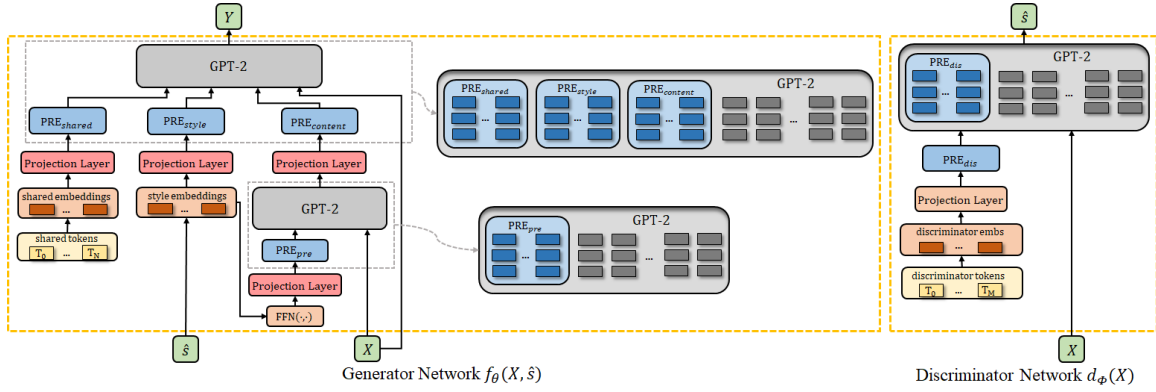 Y
GPT-2
PRE_shared
PRE_style
PRE_content
Projection Layer
Projection Layer
Projection Layer
shared embeddings
...
style embeddings
...
GPT-2
shared tokens
T_0 ... T_N
PRE_pre
Projection Layer
FFN(·,·)
ŝ
X
PRE_shared
...
PRE_style
...
PRE_content
...
GPT-2
...
PRE_pre
...
GPT-2
...
Generator Network f_θ(X, ŝ)
ŝ
PRE_dis
...
GPT-2
...
PRE_dis
Projection Layer
discriminator embs
...
discriminator tokens
T_0 ... T_M
X
Discriminator Network d_Φ(X)